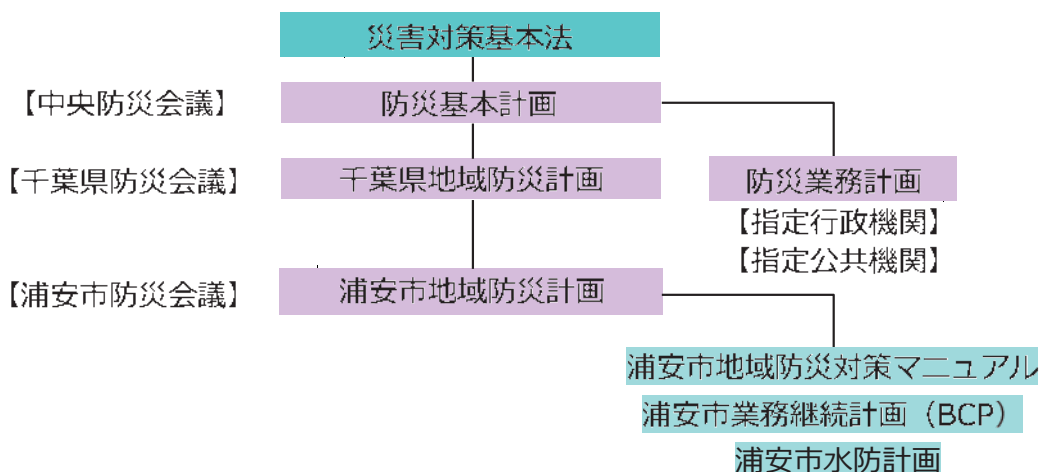 災害対策基本法
【中央防災会議】
防災基本計画
【千葉県防災会議】
千葉県地域防災計画
防災業務計画
【指定行政機関】
【指定公共機関】
【浦安市防災会議】
浦安市地域防災計画
浦安市地域防災対策マニュアル
浦安市業務継続計画（BCP）
浦安市水防計画